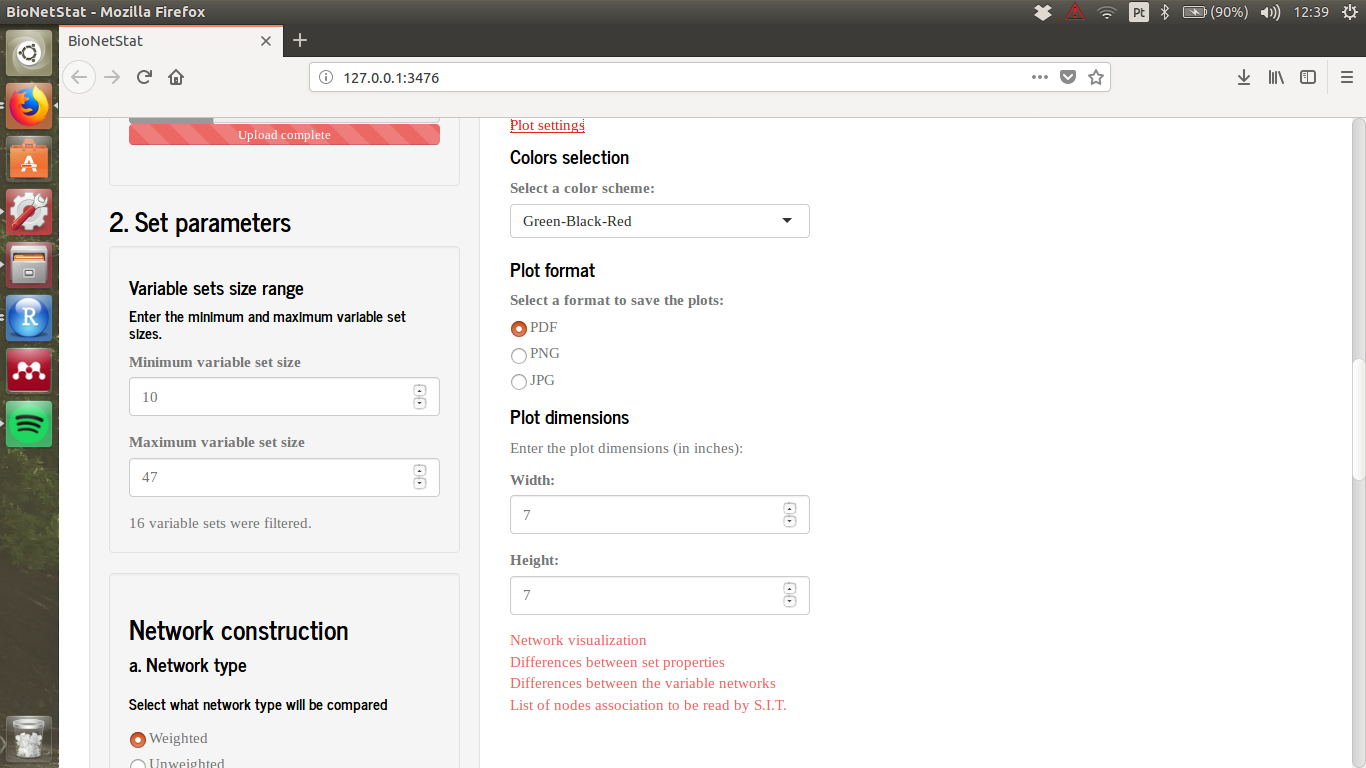 BioNetStat - Mozilla Firefox
Pt
(90%)
12:39
BioNetStat
127.0.0.1:3476
Upload complete
2. Set parameters
Variable sets size range
Enter the minimum and maximum variable set
sizes.
Minimum variable set size
10
Maximum variable set size
47
16 variable sets were filtered.
Network construction
a. Network type
Select what network type will be compared
Weighted
Unweighted
Plot settings
Colors selection
Select a color scheme:
Green-Black-Red
Plot format
Select a format to save the plots:
PDF
PNG
JPG
Plot dimensions
Enter the plot dimensions (in inches):
Width:
7
Height:
7
Network visualization
Differences between set properties
Differences between the variable networks
List of nodes association to be read by S.I.T.